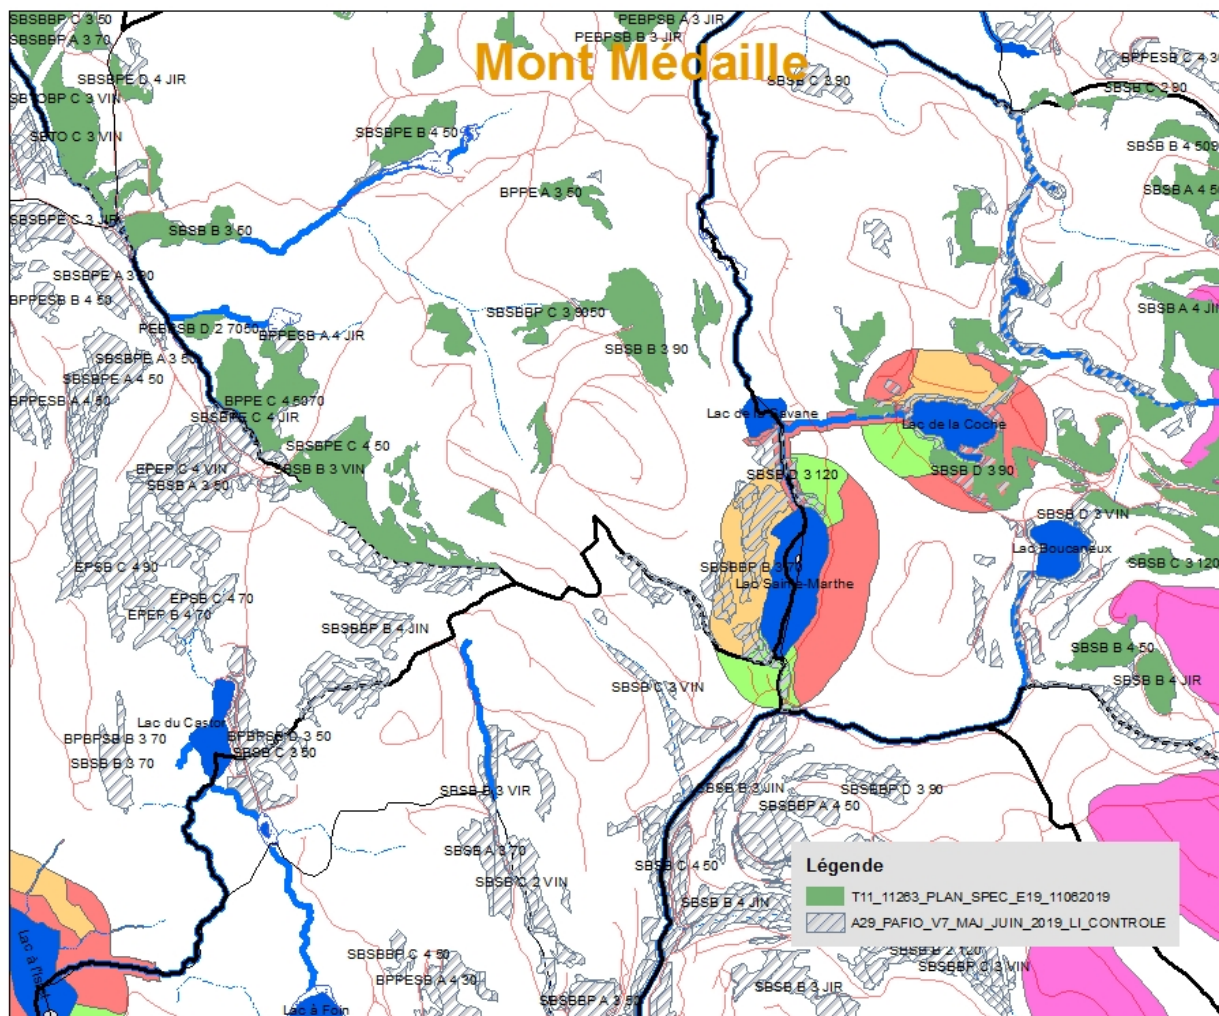 SBSBBP C 3 50
PEBPSB A 3 JIR
SBSBBP A 3 70
PEBPSB B 3 JIR
Mont Médaille
BPPESB C 4 30
SBSBPE D 4 JIR
SBSB C 3 90
SBSB C 2 90
SBTOBP C 3 VIN
SBTO C 3 VIN
SBSBPE B 4 50
SBSB B 4 509
BPPE A 3 50
SBSB A 4 50
SBSBPE C 3 JIR
SBSB B 3 50
SBSBPE A 3 90
BPPESB B 4 50
SBSBBP C 3 9050
SBSB A 4 JIN
PEBPSB D 2 7050
BPPESB A 4 JIR
SBSB B 3 90
SBSBPE A 3 50
SBSBPE A 4 50
BPPESB A 4 50
BPPE C 4 5070
SBSBPE C 4 JIR
Lac de la Savane
Lac de la Coche
SBSBPE C 4 50
EPEP C 4 VIN
SBSB B 3 VIN
SBSB A 3 50
SBSB D 3 120
SBSB D 3 90
SBSB D 3 VIN
Lac Boucaneux
EPSB C 4 90
SBSBBP B 3 70
Lac Sainte-Marthe
SBSB C 3 120
EPSB C 4 70
EPEP B 4 70
SBSBBP B 4 JIN
SBSB B 4 50
SBSB C 3 VIN
SBSB B 4 JIR
Lac du Castor
BPBPSB B 3 70
BPBPSB D 3 50
SBSB C 3 50
SBSB B 3 70
SBSB B 3 VIR
SBSB B 3 JIN
SBSBBP D 3 90
SBSBBP A 4 50
SBSB A 3 70
SBSB C 4 50
SBSB C 2 VIN
SBSB B 4 JIN
Légende
T11_11263_PLAN_SPEC_E19_11062019
A29_PAFIO_V7_MAJ_JUIN_2019_LI_CONTROLE
Lac à l'Isl
SBSBBP C 4 50
SBSB B 2 120
SBSBBP C 3 VIN
BPPESB A 4 30
SBSB B 3 JIR
SBSBBP A 3 50
Lac à Foin